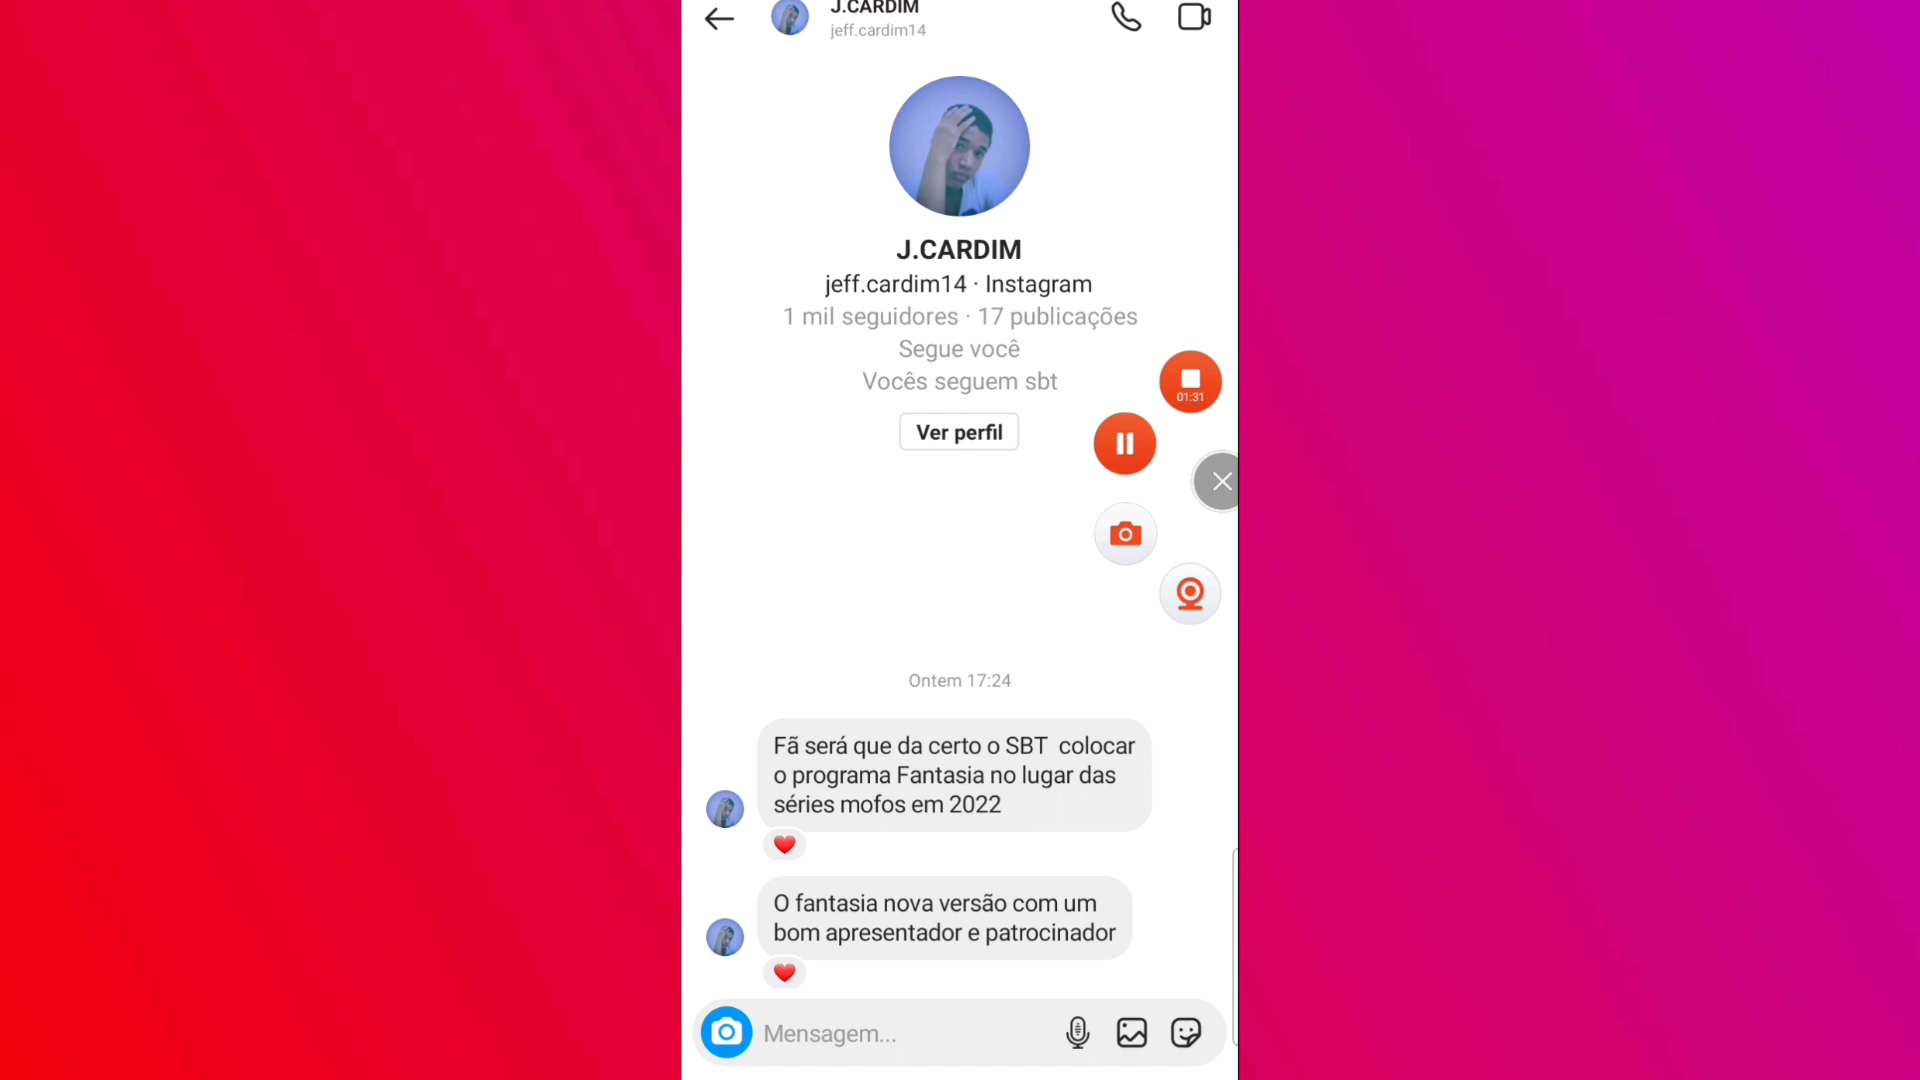 J.CARDIM
jeff.cardim14
J.CARDIM
jeff.cardim14 · Instagram
1 mil seguidores · 17 publicações
Segue você
Vocês seguem sbt
Ver perfil
01:31
Ontem 17:24
Fã será que da certo o SBT  colocar
o programa Fantasia no lugar das
séries mofos em 2022
O fantasia nova versão com um
bom apresentador e patrocinador
Mensagem...